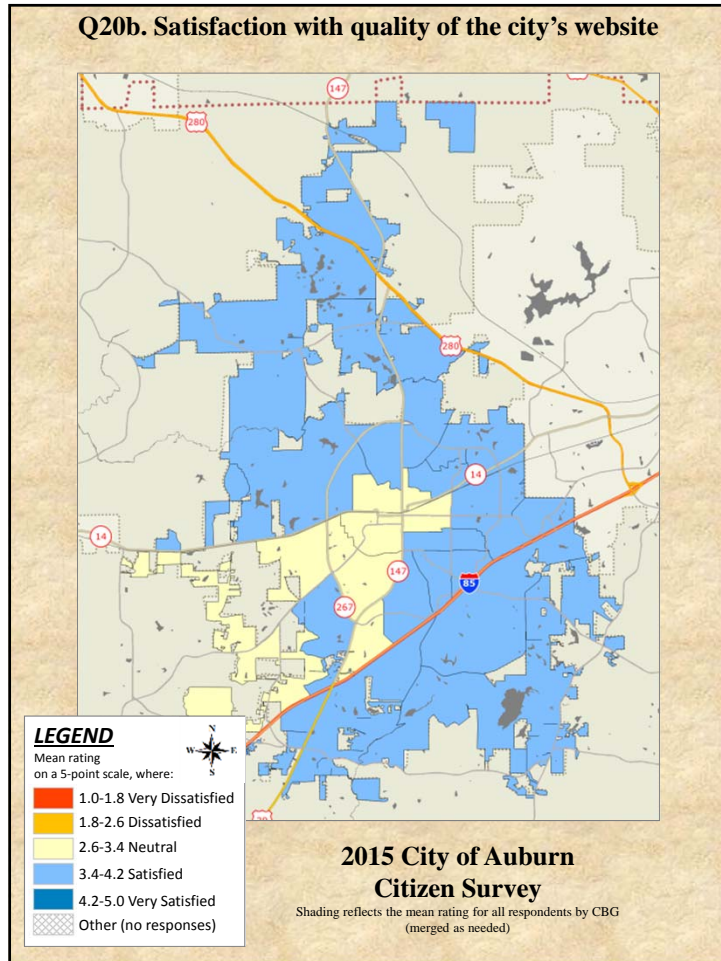 Q20b. Satisfaction with quality of the city's website
147
280
280
14
14
147
85
267
LEGEND
Mean rating
on a 5-point scale, where:
N
W E
S
1.0-1.8 Very Dissatisfied
1.8-2.6 Dissatisfied
2.6-3.4 Neutral
3.4-4.2 Satisfied
4.2-5.0 Very Satisfied
Other (no responses)
2015 City of Auburn
Citizen Survey
Shading reflects the mean rating for all respondents by CBG
(merged as needed)